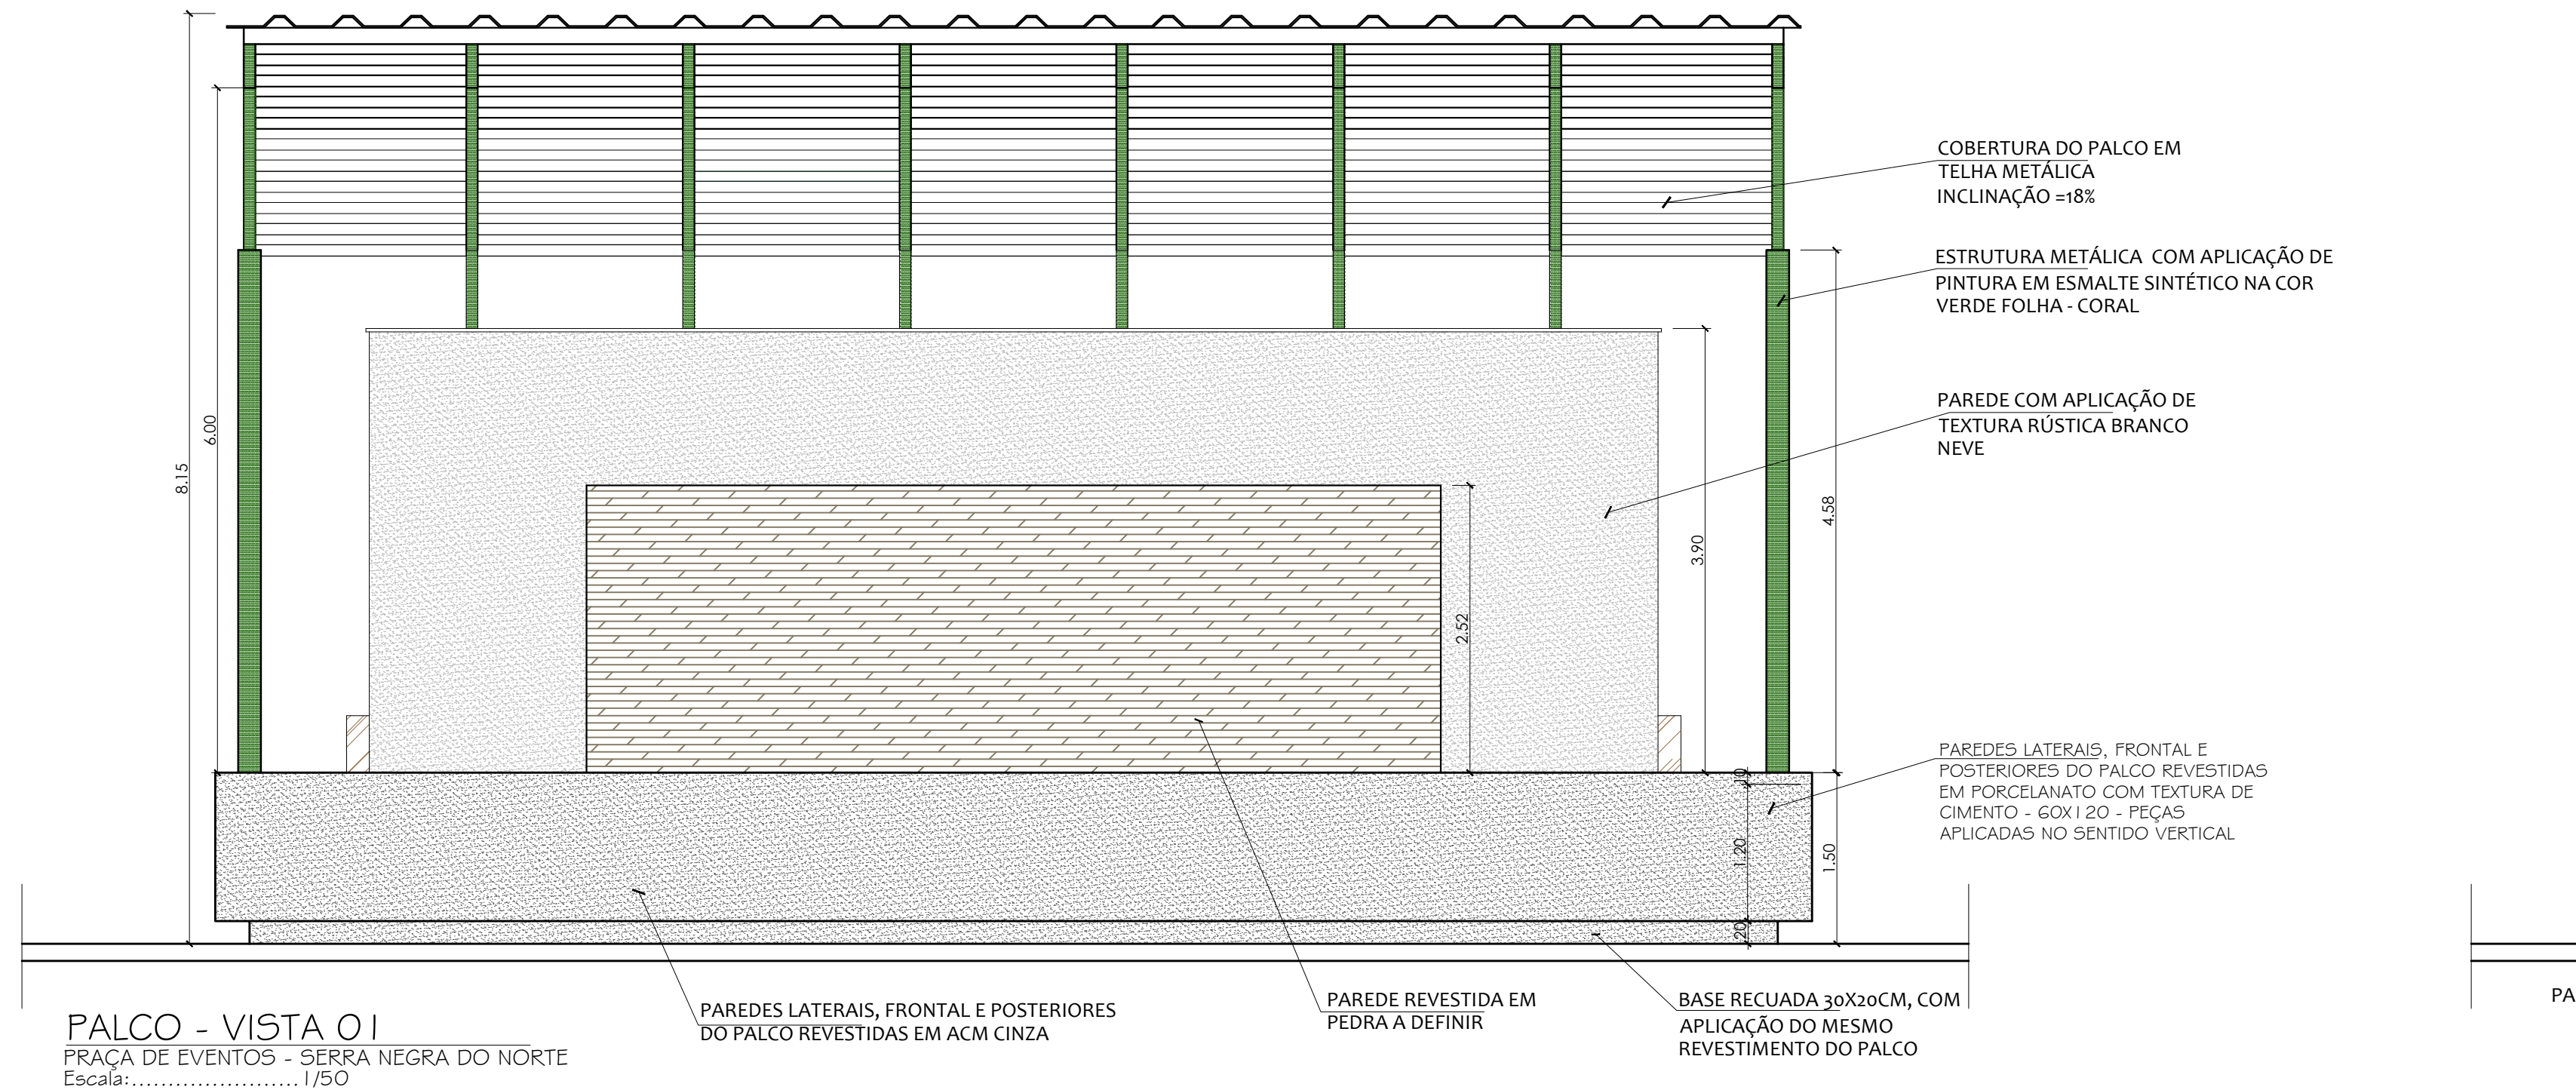 COBERTURA DO PALCO EM
TELHA METÁLICA
INCLINAÇÃO =18%
ESTRUTURA METÁLICA COM APLICAÇÃO DE
PINTURA EM ESMALTE SINTÉTICO NA COR
VERDE FOLHA - CORAL
PAREDE COM APLICAÇÃO DE
TEXTURA RÚSTICA BRANCO
NEVE
8.15
6.00
2.52
3.90
4.58
PAREDES LATERAIS, FRONTAL E
POSTERIORES DO PALCO REVESTIDAS
EM PORCELANATO COM TEXTURA DE
CIMENTO - 60X120 - PEÇAS
APLICADAS NO SENTIDO VERTICAL
.10
1.20
.20
1.50
PAREDES LATERAIS, FRONTAL E POSTERIORES
DO PALCO REVESTIDAS EM ACM CINZA
PAREDE REVESTIDA EM
PEDRA A DEFINIR
BASE RECUADA 30X20CM, COM
APLICAÇÃO DO MESMO
REVESTIMENTO DO PALCO
PA
PALCO - VISTA 01
PRAÇA DE EVENTOS - SERRA NEGRA DO NORTE
Escala:.......................1/50